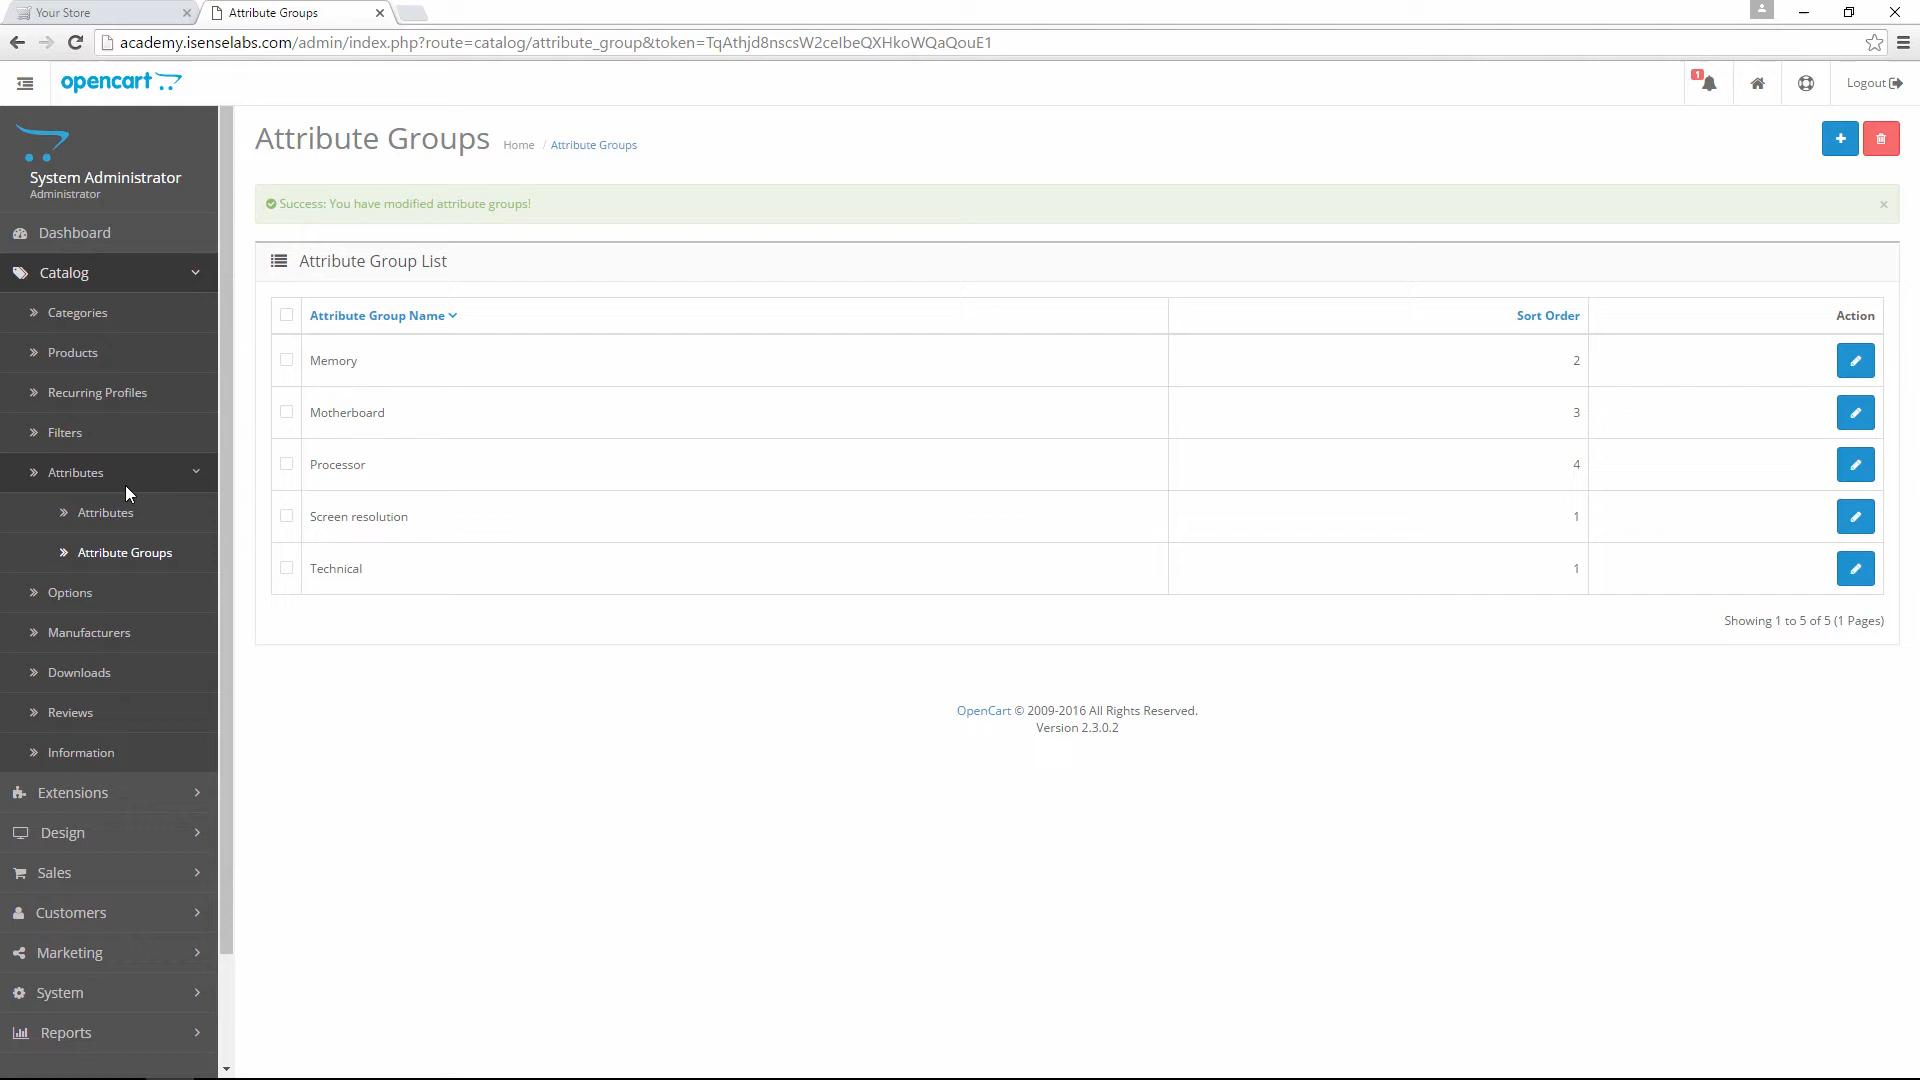 Your Store
Attribute Groups
academy.isenselabs.com/admin/index.php?route=catalog/attribute_group&token=TqAthjd8nscsW2ceIbeQXHkoWQaQouE1
opencart
1
Logout
System Administrator
Administrator
Dashboard
Catalog
Categories
Products
Recurring Profiles
Filters
Attributes
Attributes
Attribute Groups
Options
Manufacturers
Downloads
Reviews
Information
Extensions
Design
Sales
Customers
Marketing
System
Reports
Attribute Groups
Home / Attribute Groups
Success: You have modified attribute groups!
×
Attribute Group List
Attribute Group Name Sort Order Action
Memory 2
Motherboard 3
Processor 4
Screen resolution 1
Technical 1
Showing 1 to 5 of 5 (1 Pages)
OpenCart © 2009-2016 All Rights Reserved.
Version 2.3.0.2